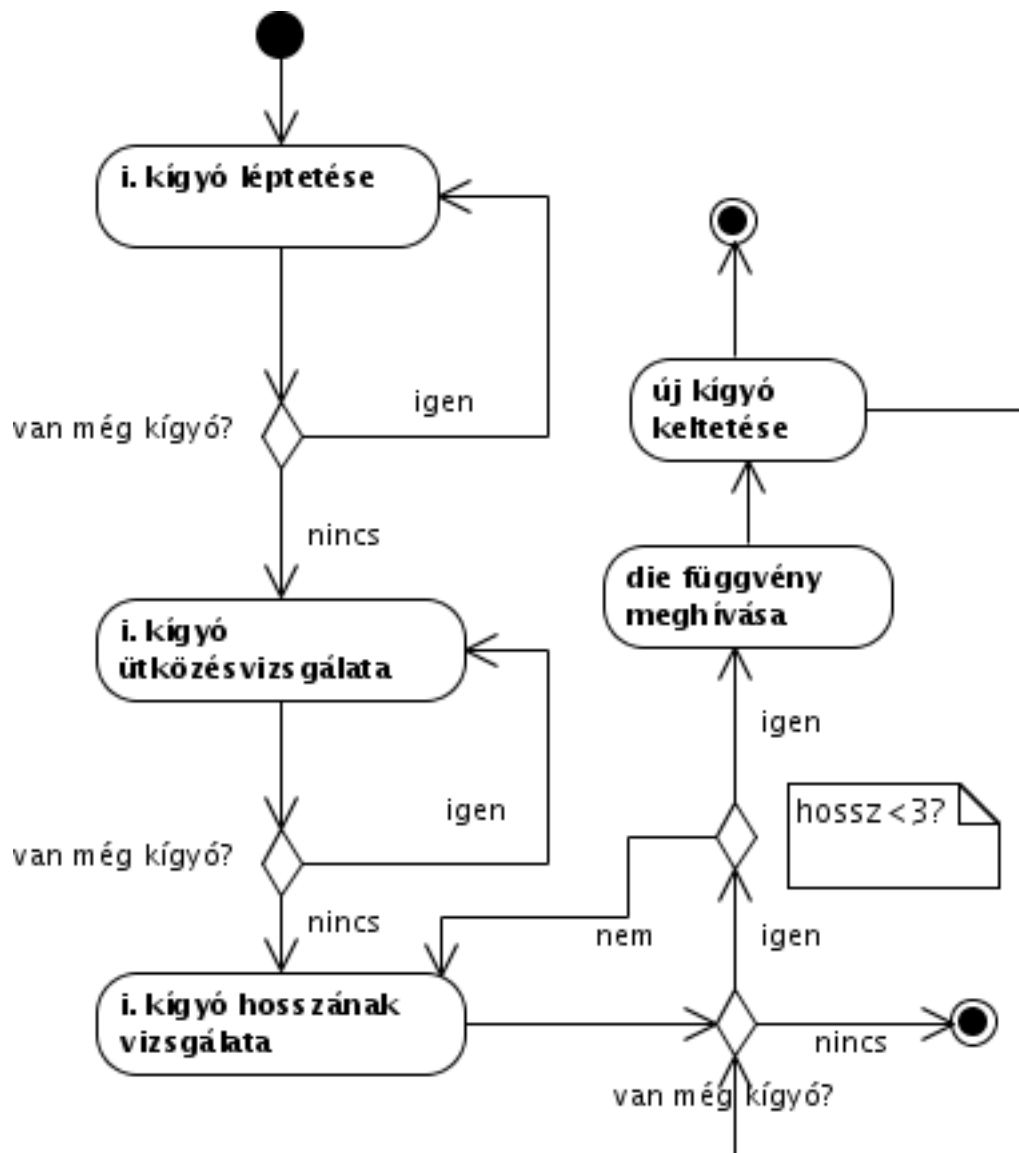 i. kígyó léptetése
van még kígyó?
igen
nincs
i. kígyó
ütközésvizsgálata
van még kígyó?
igen
nincs
i. kígyó hosszának
vizsgálata
új kígyó
keltetése
die függvény
meghívása
igen
hossz<3?
nem
igen
nincs
van még kígyó?